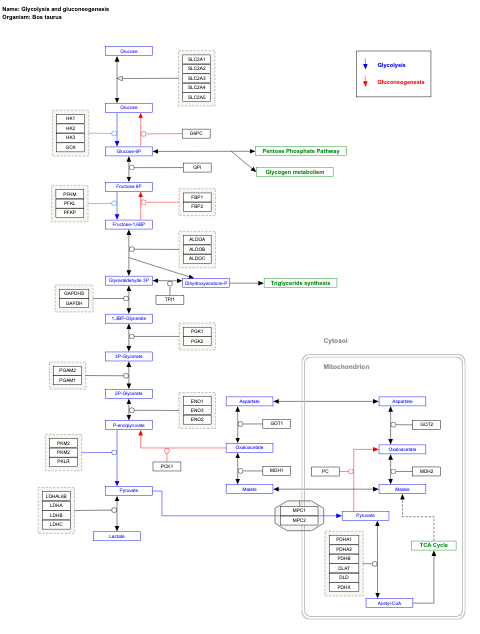 Name: Glycolysis and gluconeogenesis
Organism: Bos taurus
Glucose
SLC2A1
SLC2A2
SLC2A3
SLC2A4
SLC2A5
Glycolysis
Gluconeogenesis
Glucose
HK1
HK2
HK3
GCK
G6PC
Glucose-6P
Pentose Phosphate Pathway
GPI
Glycogen metabolism
Fructose 6P
PFKM
PFKL
PFKP
FBP1
FBP2
Fructose-1,6BP
ALDOA
ALDOB
ALDOC
Glyceraldehyde 3P
Dihydroxyacetone-P
Triglyceride synthesis
TPI1
GAPDHS
GAPDH
1,3BP-Glycerate
PGK1
PGK2
Cytosol
3P-Glycerate
Mitochondrion
PGAM2
PGAM1
2P-Glycerate
ENO1
ENO3
ENO2
Aspartate
Aspartate
P-enolpyruvate
GOT1
GOT2
PKM2
PKM2
PKLR
Oxaloacetate
Oxaloacetate
PCK1
MDH1
PC
MDH2
Pyruvate
Malate
Malate
LDHAL6B
LDHA
LDHB
LDHC
MPC1
MPC2
Pyruvate
Lactate
PDHA1
PDHA2
PDHB
DLAT
DLD
PDHX
TCA Cycle
Acetyl-CoA